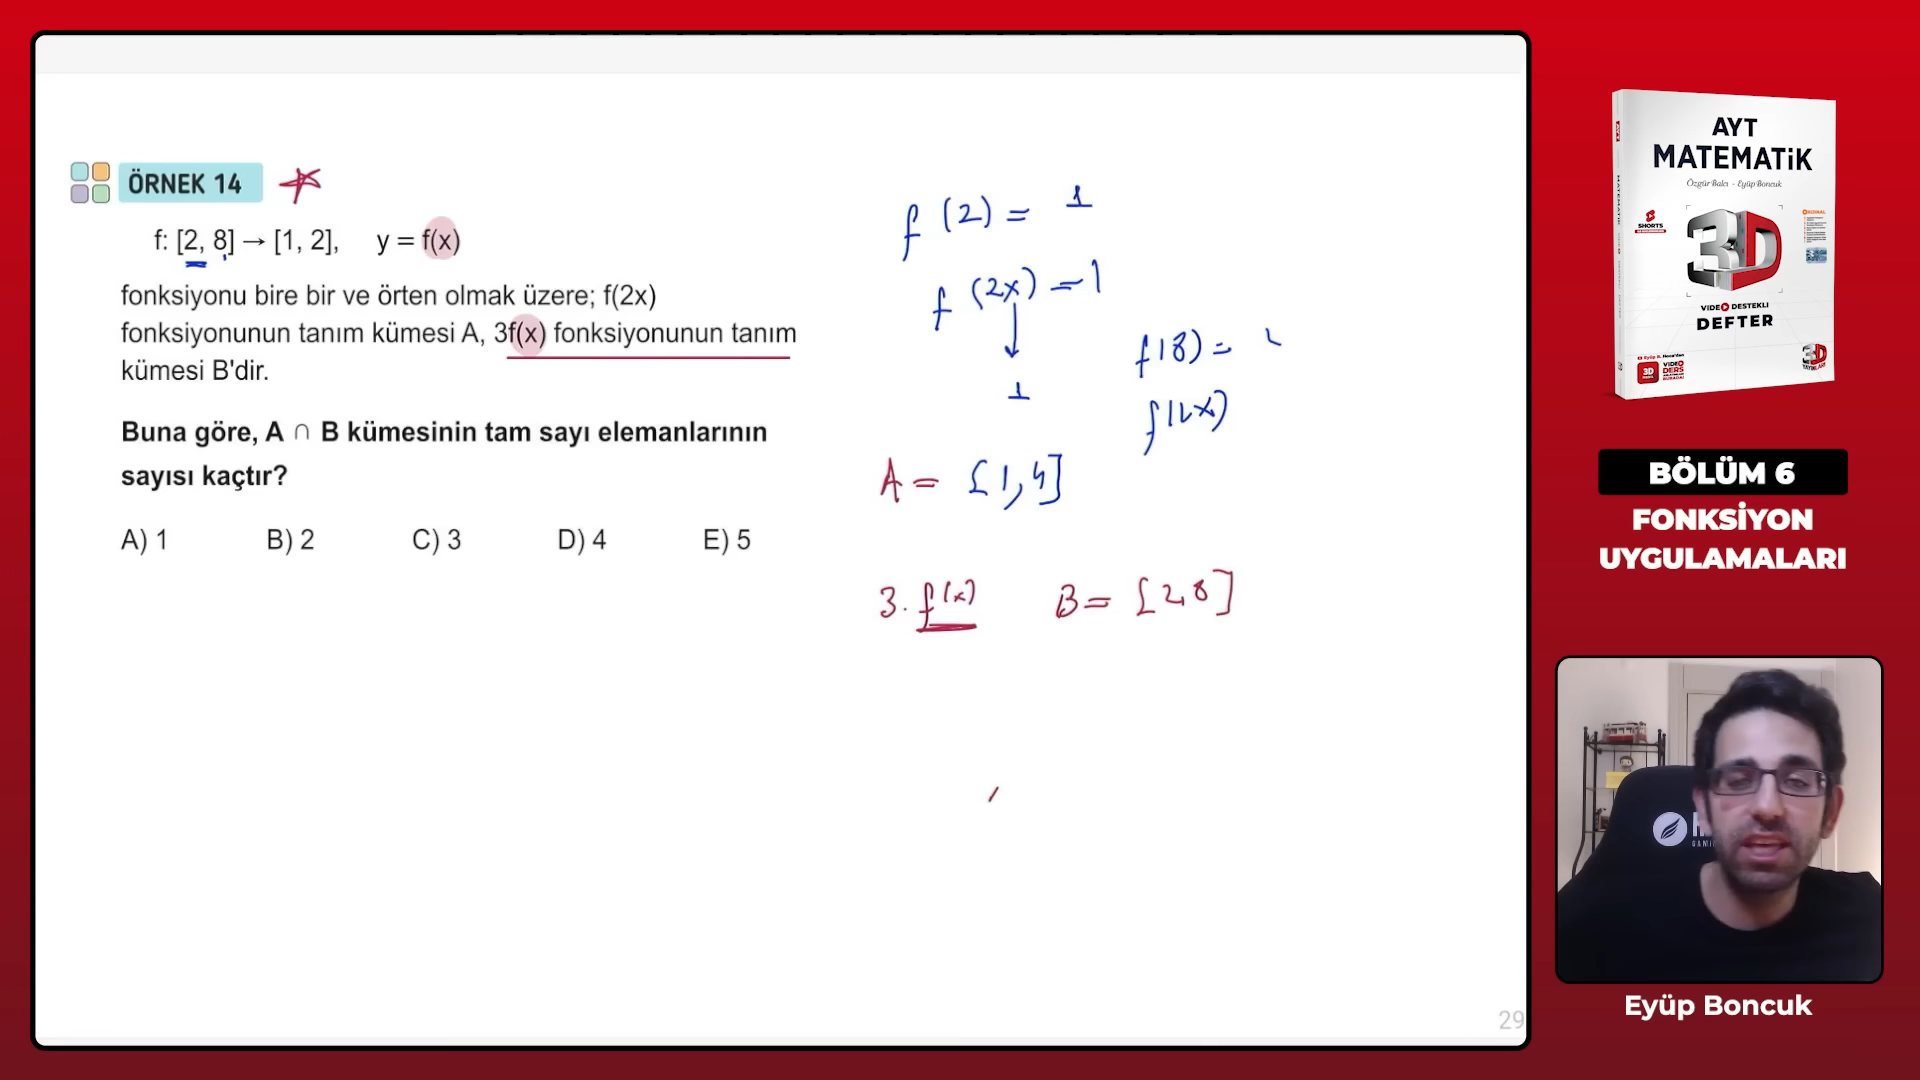 ÖRNEK 14
f: [2, 8] → [1, 2], y = f(x)
fonksiyonu bire bir ve örten olmak üzere; f(2x)
fonksiyonunun tanım kümesi A, 3f(x) fonksiyonunun tanım
kümesi B'dir.
Buna göre, A ∩ B kümesinin tam sayı elemanlarının
sayısı kaçtır?
A) 1 B) 2 C) 3 D) 4 E) 5
f (2) = 1
f (2x) = 1
1
f(8) =
f(2x)
A = [1, 4]
3. f(x) B = [2, 8]
29
AYT
MATEMATİK
Özgür Balcı - Eyüp Boncuk
SHORTS
3D
VIDEO DESTEKLI
DEFTER
BÖLÜM 6
FONKSİYON
UYGULAMALARI
Eyüp Boncuk